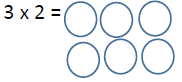 3 x 2 =